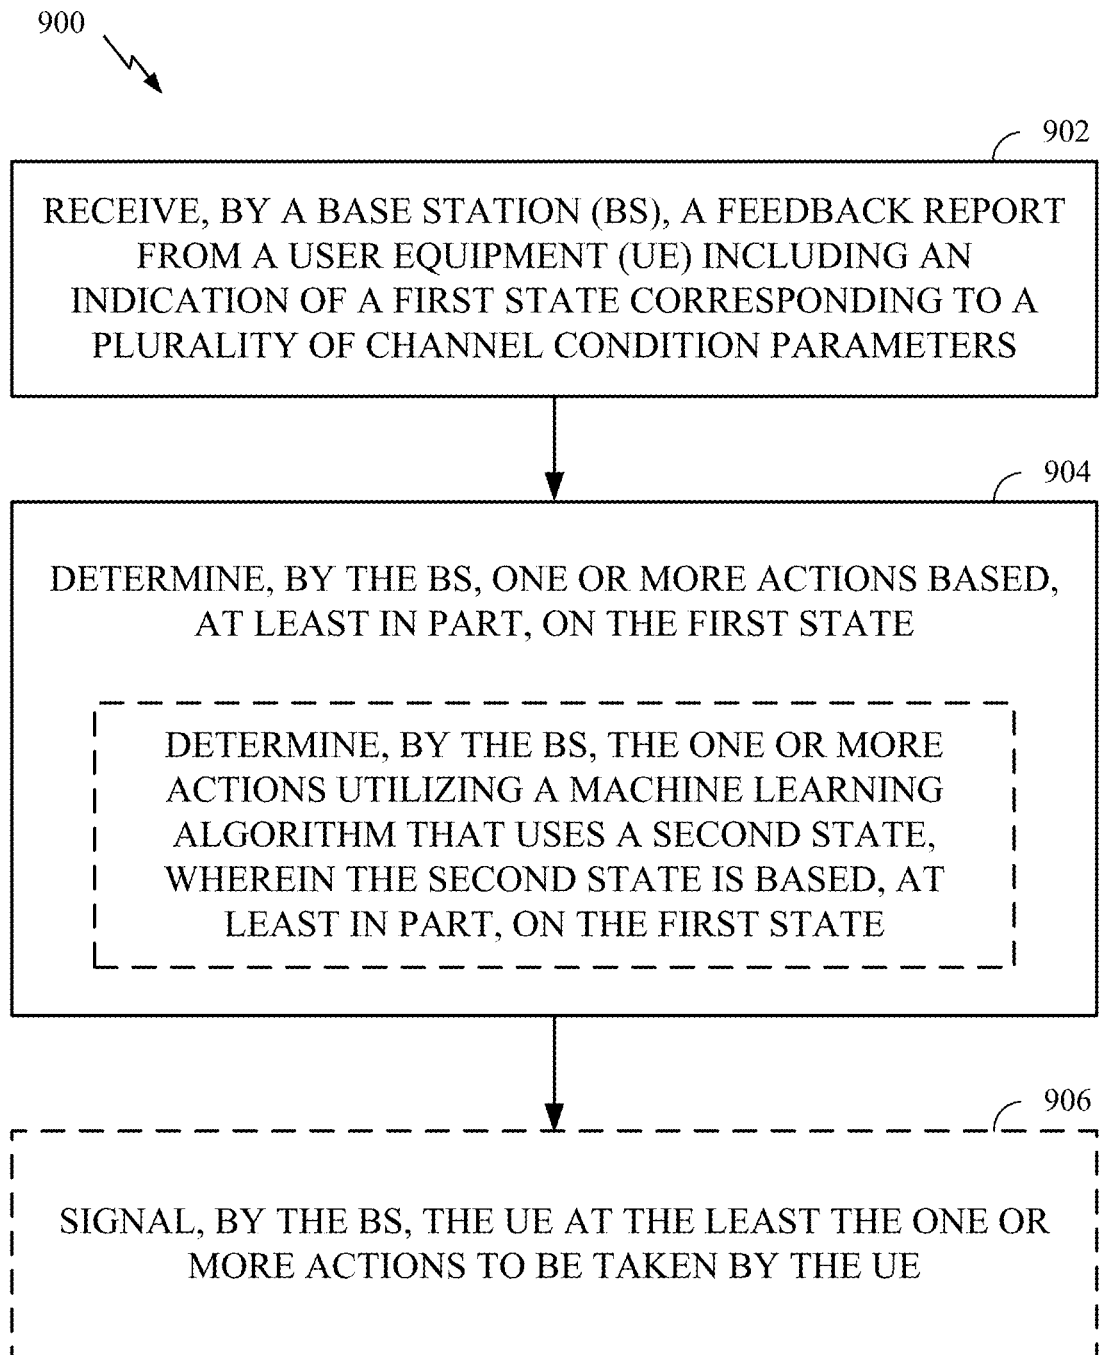 900
902
RECEIVE, BY A BASE STATION (BS), A FEEDBACK REPORT
FROM A USER EQUIPMENT (UE) INCLUDING AN
INDICATION OF A FIRST STATE CORRESPONDING TO A
PLURALITY OF CHANNEL CONDITION PARAMETERS
904
DETERMINE, BY THE BS, ONE OR MORE ACTIONS BASED,
AT LEAST IN PART, ON THE FIRST STATE
DETERMINE, BY THE BS, THE ONE OR MORE
ACTIONS UTILIZING A MACHINE LEARNING
ALGORITHM THAT USES A SECOND STATE,
WHEREIN THE SECOND STATE IS BASED, AT
LEAST IN PART, ON THE FIRST STATE
906
SIGNAL, BY THE BS, THE UE AT THE LEAST THE ONE OR
MORE ACTIONS TO BE TAKEN BY THE UE